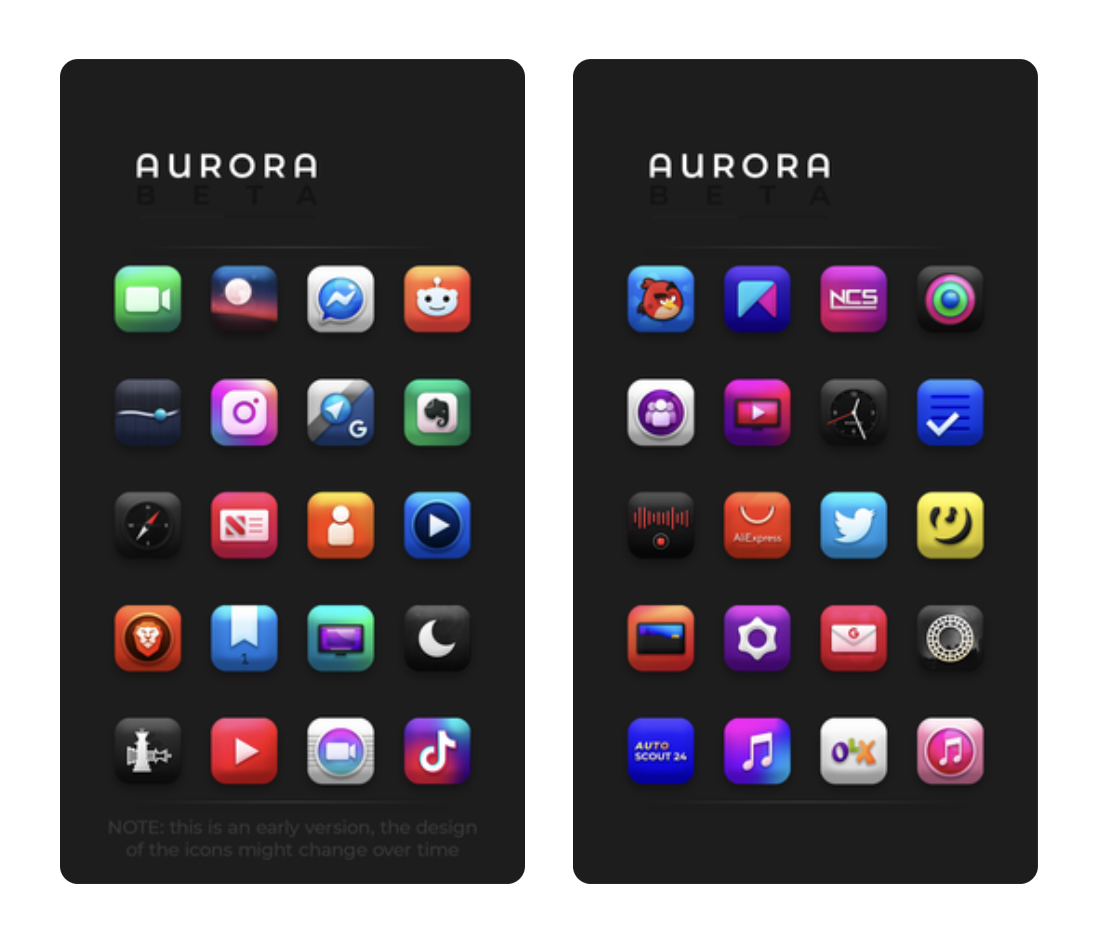 AURORA
BETA
G
1
NOTE: this is an early version, the design
of the icons might change over time
AURORA
BETA
NCS
AliExpress
G
AUTO
SCOUT 24
OLX